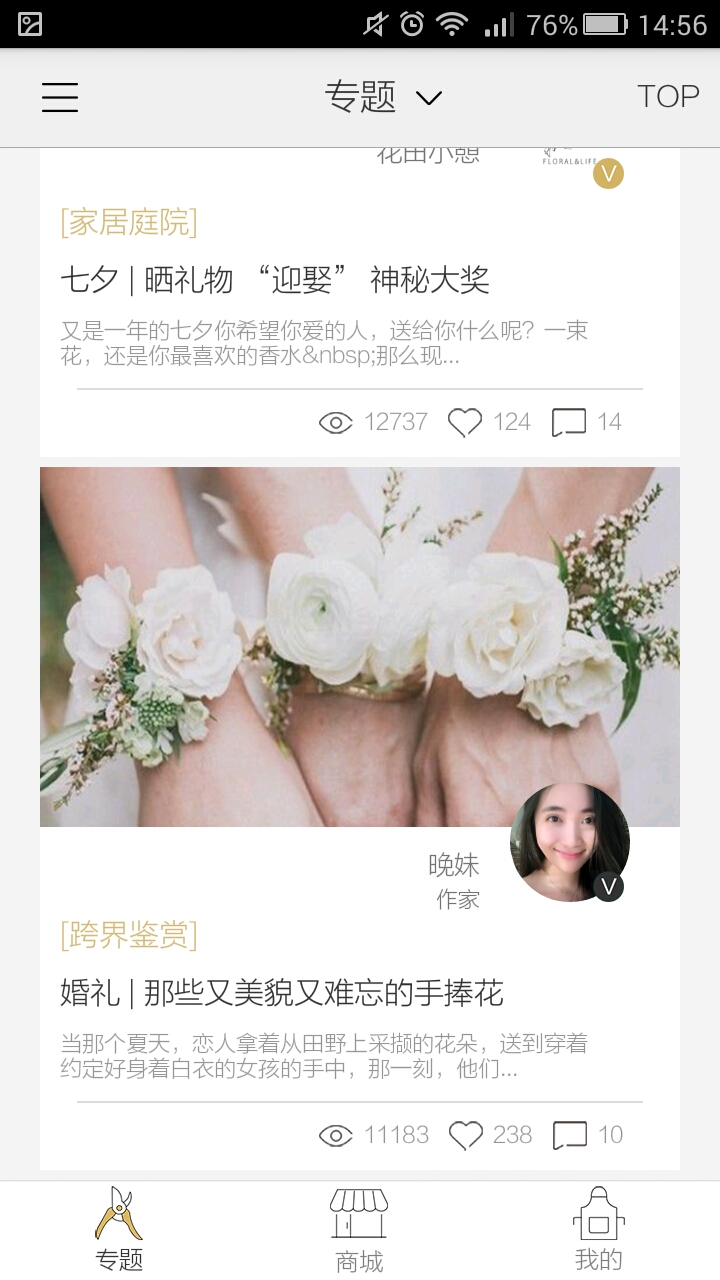 76% 14:56
专题 TOP
花田小憩
FLORAL&LIFE
V
[家居庭院]
七夕 | 晒礼物 “迎娶” 神秘大奖
又是一年的七夕你希望你爱的人，送给你什么呢？一束
花，还是你最喜欢的香水&nbsp;那么现...
12737 124 14
晚妹
作家
V
[跨界鉴赏]
婚礼 | 那些又美貌又难忘的手捧花
当那个夏天，恋人拿着从田野上采撷的花朵，送到穿着
约定好身着白衣的女孩的手中，那一刻，他们...
11183 238 10
专题 商城 我的